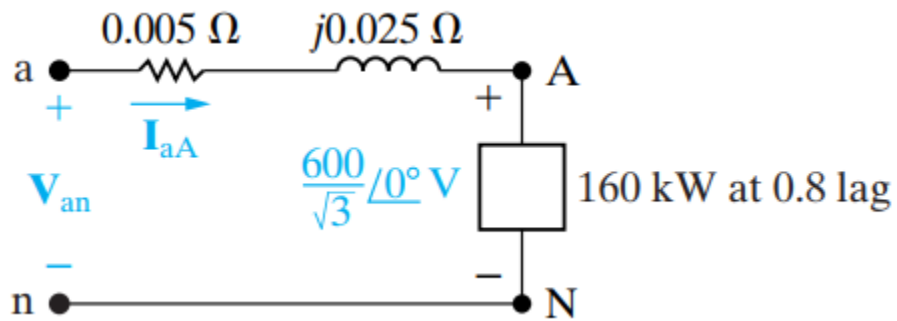 0.005 Ω j0.025 Ω
a A
+ +
I_aA
600/√3 ∠0° V
V_an 160 kW at 0.8 lag
− −
n N